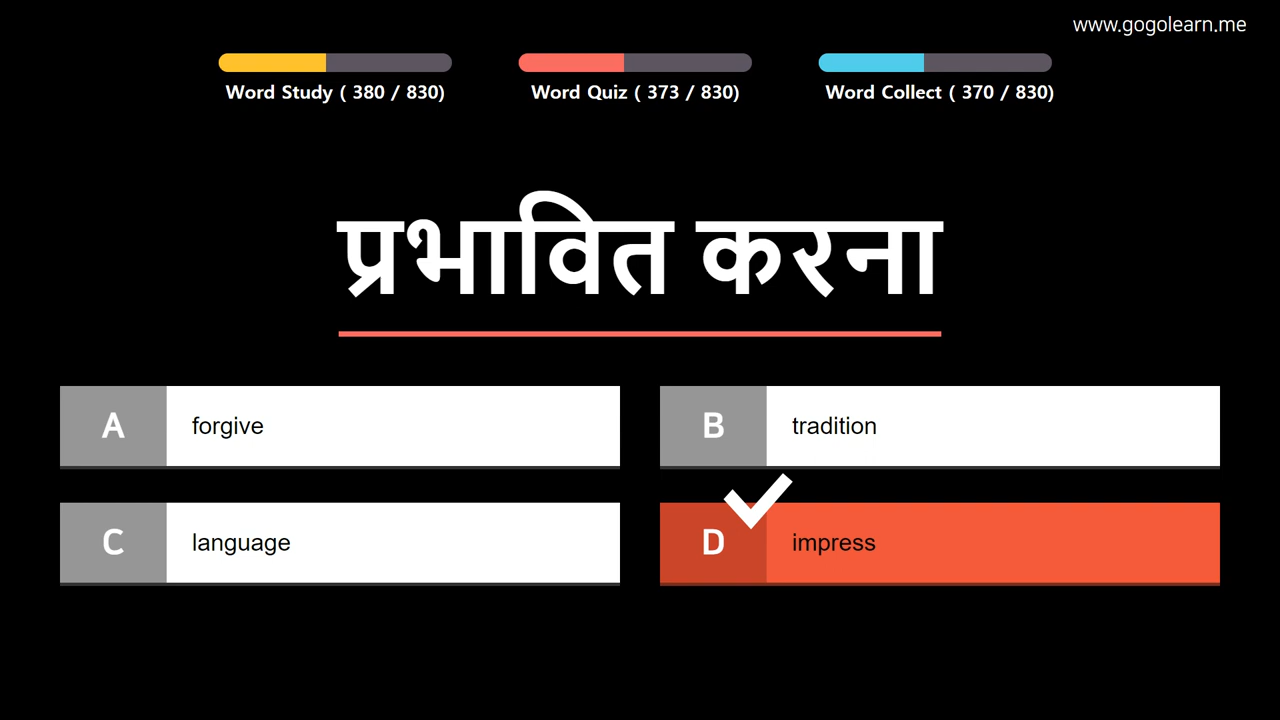 www.gogolearn.me
Word Study ( 380 / 830)
Word Quiz ( 373 / 830)
Word Collect ( 370 / 830)
प्रभावित करना
A forgive
B tradition
C language
D impress